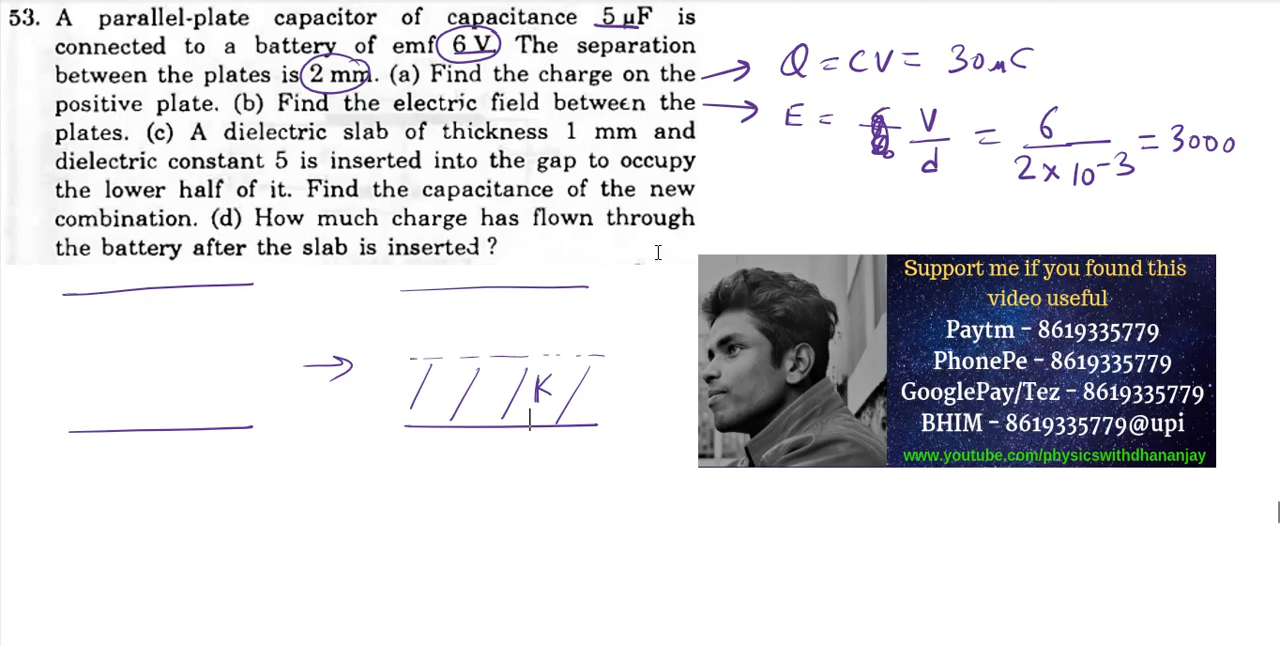 53. A parallel-plate capacitor of capacitance 5 μF is
connected to a battery of emf 6 V. The separation
between the plates is 2 mm. (a) Find the charge on the
positive plate. (b) Find the electric field between the
plates. (c) A dielectric slab of thickness 1 mm and
dielectric constant 5 is inserted into the gap to occupy
the lower half of it. Find the capacitance of the new
combination. (d) How much charge has flown through
the battery after the slab is inserted ?
→ Q = CV = 30 μC
→ E = V/d = 6/(2 × 10⁻³) = 3000
→
K
Support me if you found this
video useful
Paytm - 8619335779
PhonePe - 8619335779
GooglePay/Tez - 8619335779
BHIM - 8619335779@upi
www.youtube.com/physicswithdhananjay